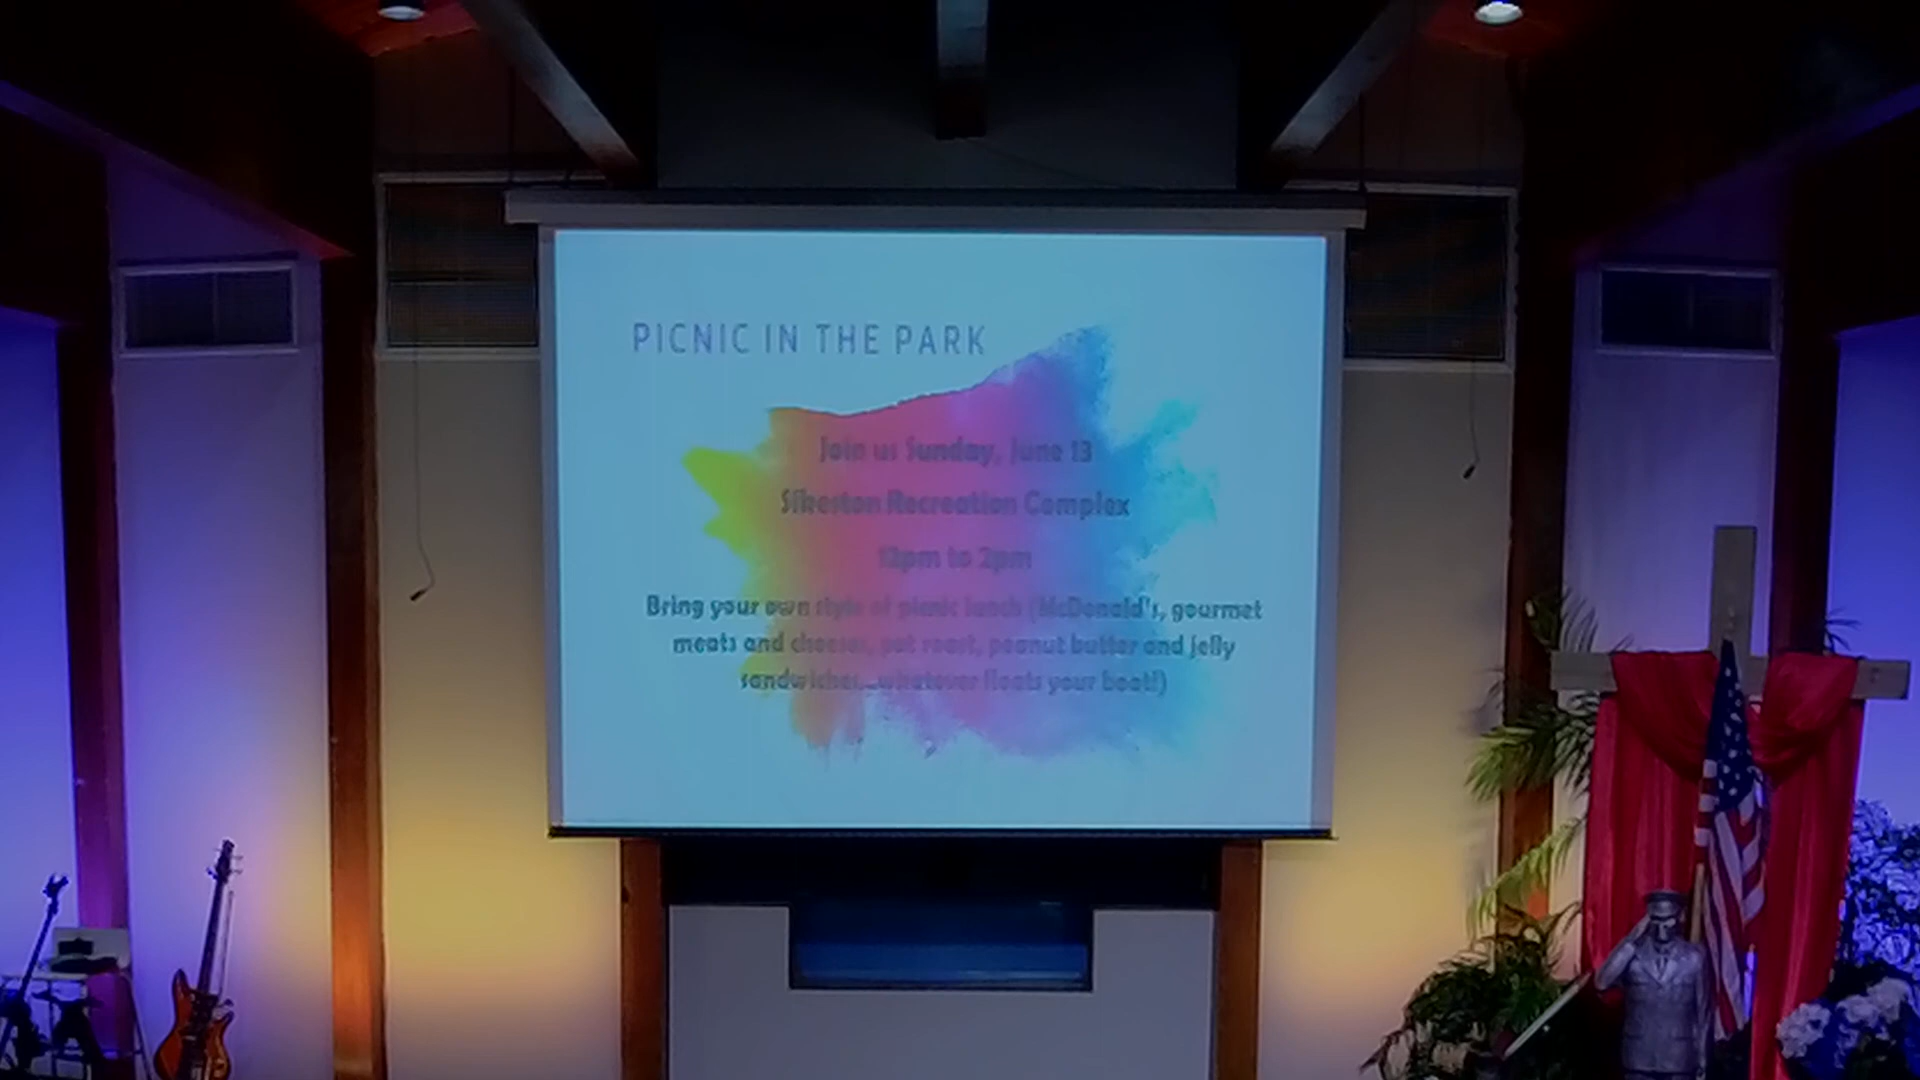 PICNIC IN THE PARK
Join us Sunday, June 13
Sikeston Recreation Complex
12pm to 2pm
Bring your own style of picnic lunch (McDonald's, gourmet
meats and cheeses, pot roast, peanut butter and jelly
sandwiches...whatever floats your boat!)